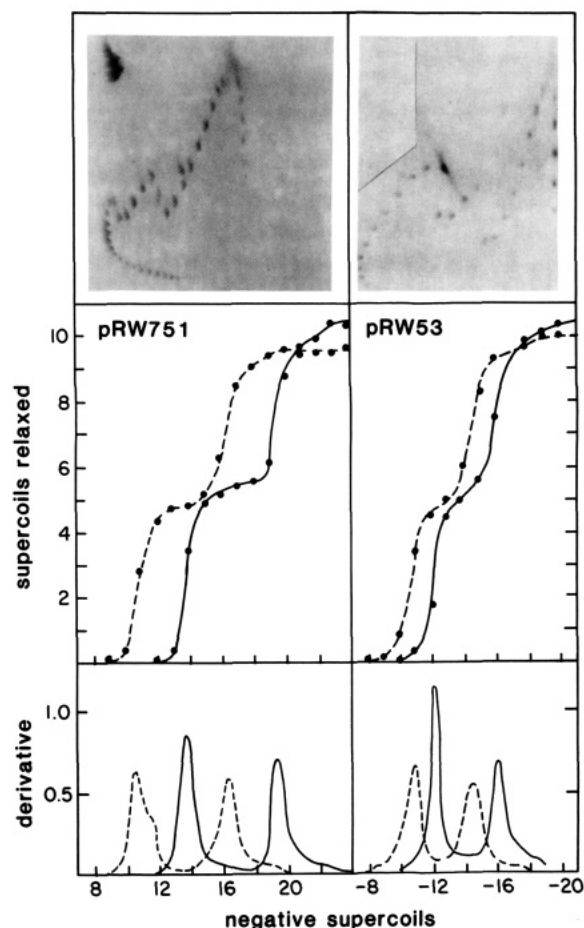 pRW751
pRW53
supercoils relaxed
10
8
6
4
2
derivative
1.0
0.5
8 12 16 20
-8 -12 -16 -20
negative supercoils